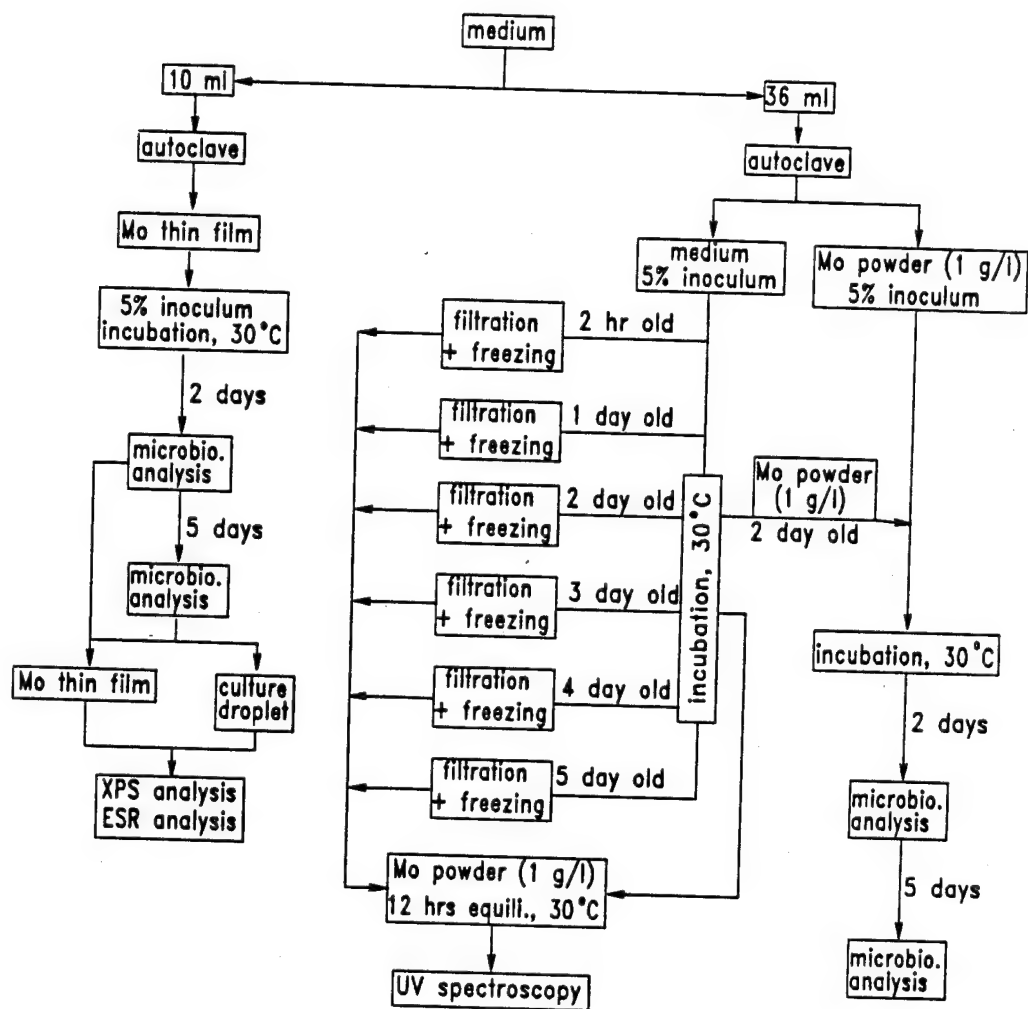 medium
10 ml
36 ml
autoclave
autoclave
Mo thin film
medium
5% inoculum
Mo powder (1 g/l)
5% inoculum
5% inoculum
incubation, 30°C
filtration
+ freezing
2 hr old
2 days
filtration
+ freezing
1 day old
microbio.
analysis
filtration
+ freezing
2 day old
incubation, 30°C
Mo powder
(1 g/l)
2 day old
5 days
microbio.
analysis
filtration
+ freezing
3 day old
incubation, 30°C
Mo thin film
culture
droplet
filtration
+ freezing
4 day old
2 days
XPS analysis
ESR analysis
filtration
+ freezing
5 day old
microbio.
analysis
Mo powder (1 g/l)
12 hrs equili., 30°C
5 days
UV spectroscopy
microbio.
analysis